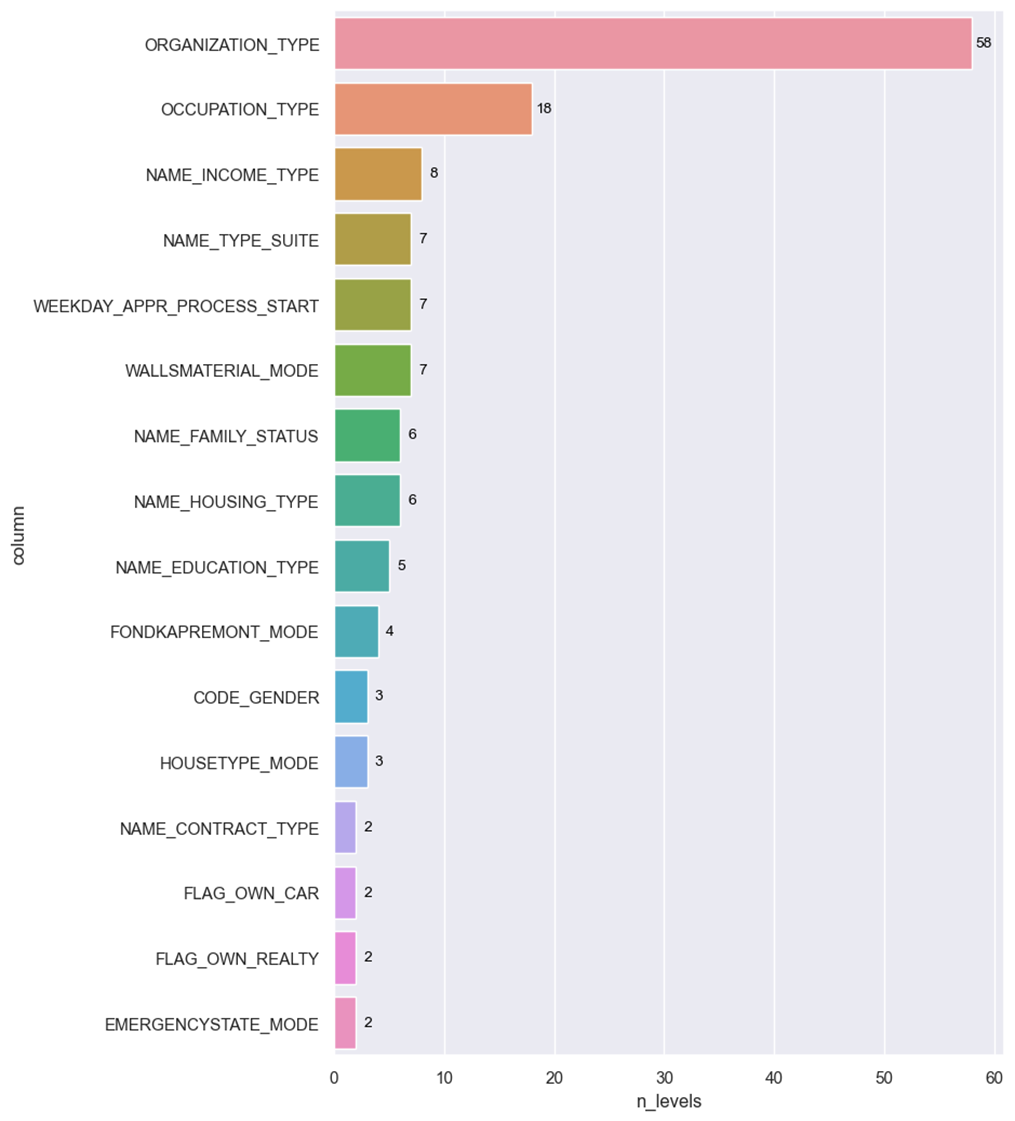 ORGANIZATION_TYPE 58
OCCUPATION_TYPE 18
NAME_INCOME_TYPE 8
NAME_TYPE_SUITE 7
WEEKDAY_APPR_PROCESS_START 7
WALLSMATERIAL_MODE 7
NAME_FAMILY_STATUS 6
NAME_HOUSING_TYPE 6
column
NAME_EDUCATION_TYPE 5
FONDKAPREMONT_MODE 4
CODE_GENDER 3
HOUSETYPE_MODE 3
NAME_CONTRACT_TYPE 2
FLAG_OWN_CAR 2
FLAG_OWN_REALTY 2
EMERGENCYSTATE_MODE 2
0 10 20 30 40 50 60
n_levels